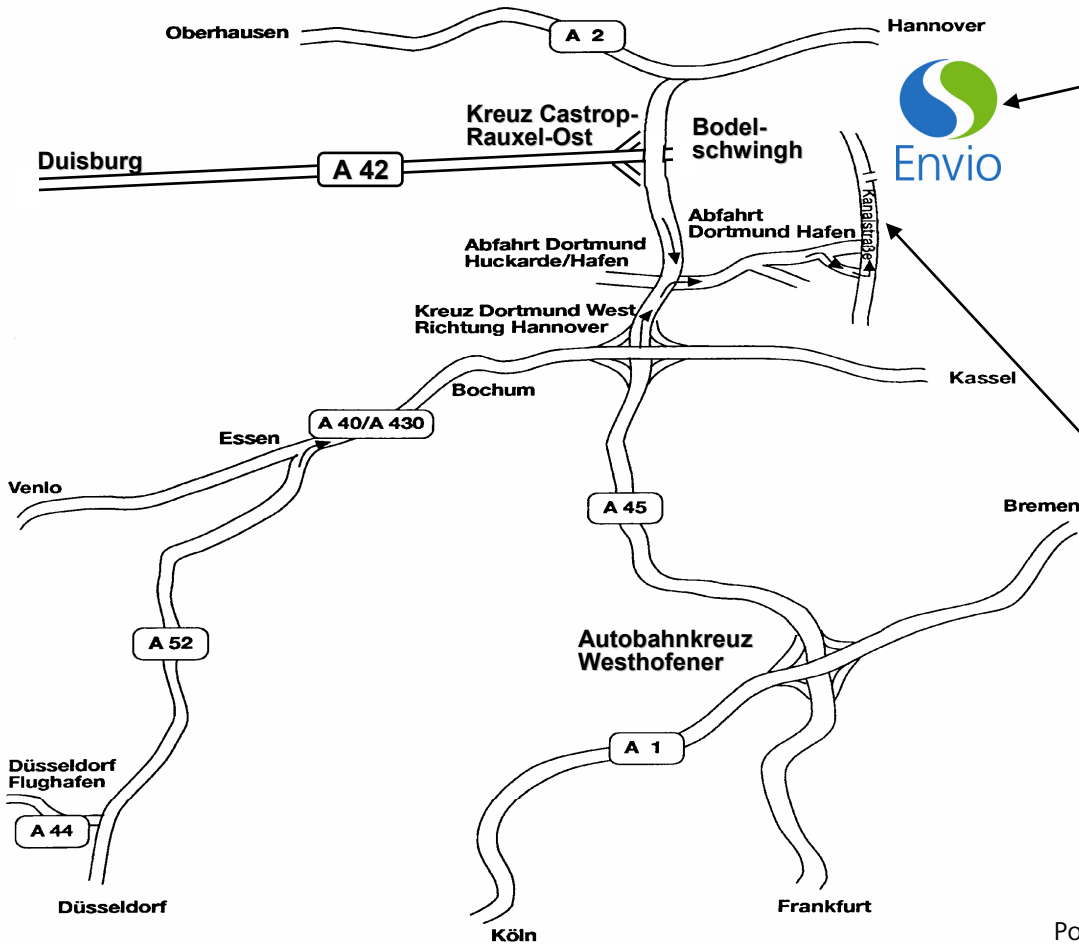 Oberhausen
A 2
Hannover
Kreuz Castrop-
Rauxel-Ost
Bodel-
schwingh
Envio
Duisburg
A 42
Kanalstraße
Abfahrt
Dortmund Hafen
Abfahrt Dortmund
Huckarde/Hafen
Kreuz Dortmund West
Richtung Hannover
Kassel
Bochum
A 40/A 430
Essen
Venlo
A 45
Bremen
A 52
Autobahnkreuz
Westhofener
A 1
Düsseldorf
Flughafen
A 44
Düsseldorf
Frankfurt
Köln
Po